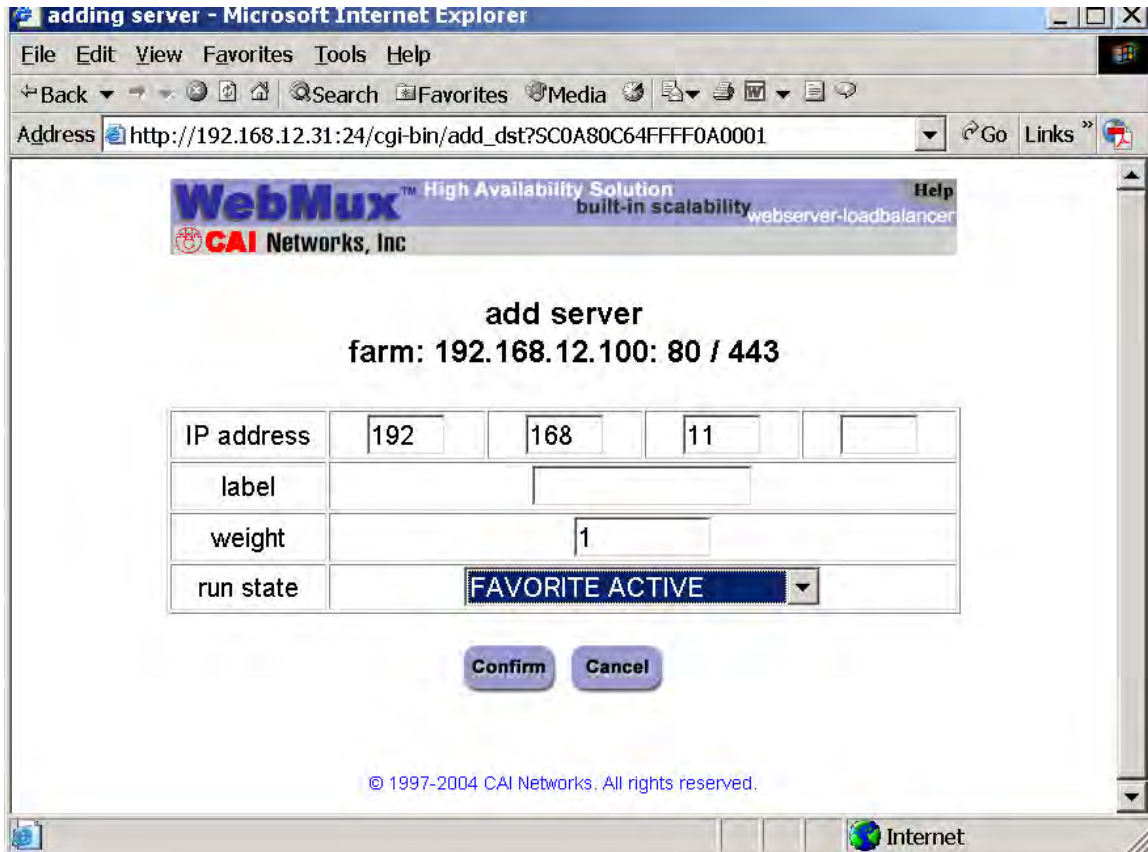 adding server - Microsoft Internet Explorer
File Edit View Favorites Tools Help
Back Search Favorites Media
Address http://192.168.12.31:24/cgi-bin/add_dst?SC0A80C64FFFF0A0001 Go Links »
WebMux™ High Availability Solution Help
built-in scalability webserver-loadbalancer
CAI Networks, Inc
add server
farm: 192.168.12.100: 80 / 443
IP address 192 168 11
label
weight 1
run state FAVORITE ACTIVE
Confirm Cancel
© 1997-2004 CAI Networks. All rights reserved.
Internet